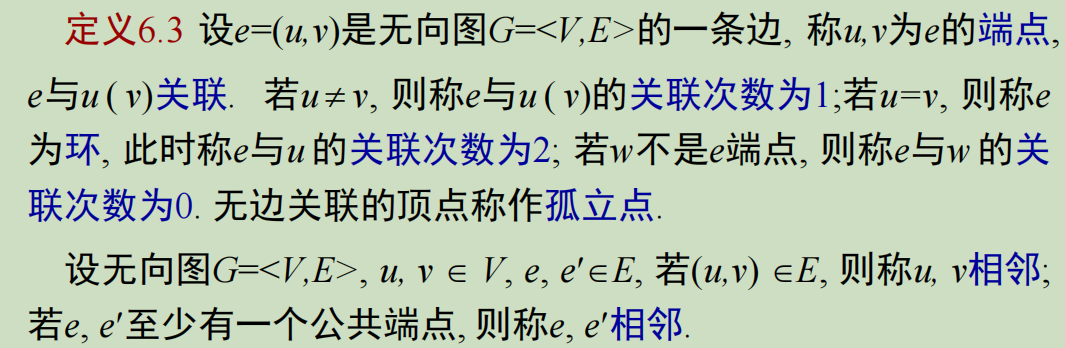 定义6.3 设e=(u,v)是无向图G=<V,E>的一条边, 称u,v为e的端点,
e与u ( v)关联. 若u ≠ v, 则称e与u ( v)的关联次数为1;若u=v, 则称e
为环, 此时称e与u 的关联次数为2; 若w不是e端点, 则称e与w 的关
联次数为0. 无边关联的顶点称作孤立点.
设无向图G=<V,E>, u, v ∈ V, e, e′∈E, 若(u,v) ∈E, 则称u, v相邻;
若e, e′至少有一个公共端点, 则称e, e′相邻.